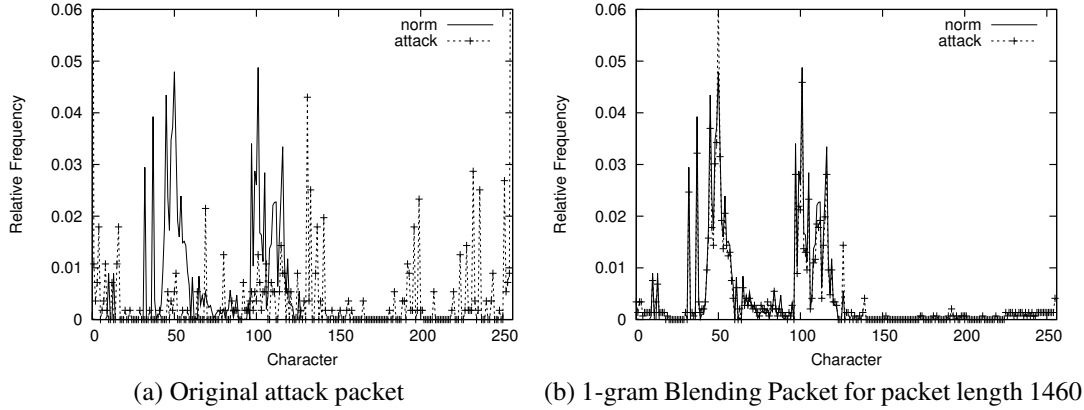 0.06
0.05
0.04
0.03
0.02
0.01
0
Relative Frequency
norm
attack
0 50 100 150 200 250
Character
(a) Original attack packet
0.06
0.05
0.04
0.03
0.02
0.01
0
Relative Frequency
norm
attack
0 50 100 150 200 250
Character
(b) 1-gram Blending Packet for packet length 1460